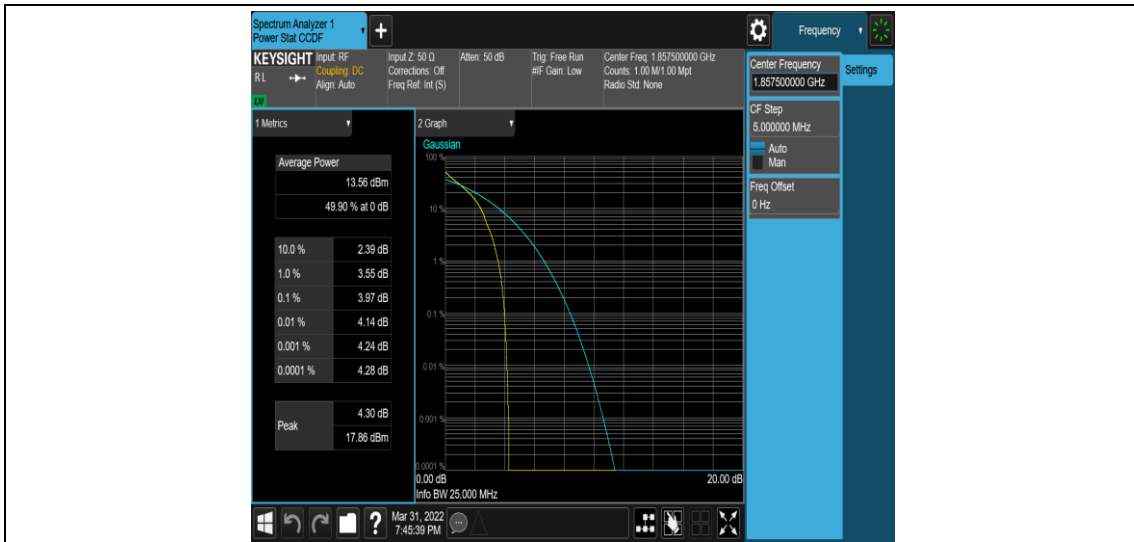 Spectrum Analyzer 1
Power Stat CCDF
Frequency
KEYSIGHT
RL
Input: RF
Coupling: DC
Align: Auto
Input Z: 50 Ω
Corrections: Off
Freq Ref: Int (S)
Atten: 50 dB
Trig: Free Run
#IF Gain: Low
Center Freq: 1.857500000 GHz
Counts: 1.00 M/1.00 Mpt
Radio Std: None
Center Frequency
1.857500000 GHz
Settings
CF Step
5.000000 MHz
Auto
Man
Freq Offset
0 Hz
1 Metrics
Average Power
13.56 dBm
49.90 % at 0 dB
10.0 % 2.39 dB
1.0 % 3.55 dB
0.1 % 3.97 dB
0.01 % 4.14 dB
0.001 % 4.24 dB
0.0001 % 4.28 dB
Peak 4.30 dB
17.86 dBm
2 Graph
Gaussian
100 %
10 %
1 %
0.1 %
0.01 %
0.001 %
0.0001 %
0.00 dB 20.00 dB
Info BW 25.000 MHz
Mar 31, 2022
7:45:39 PM